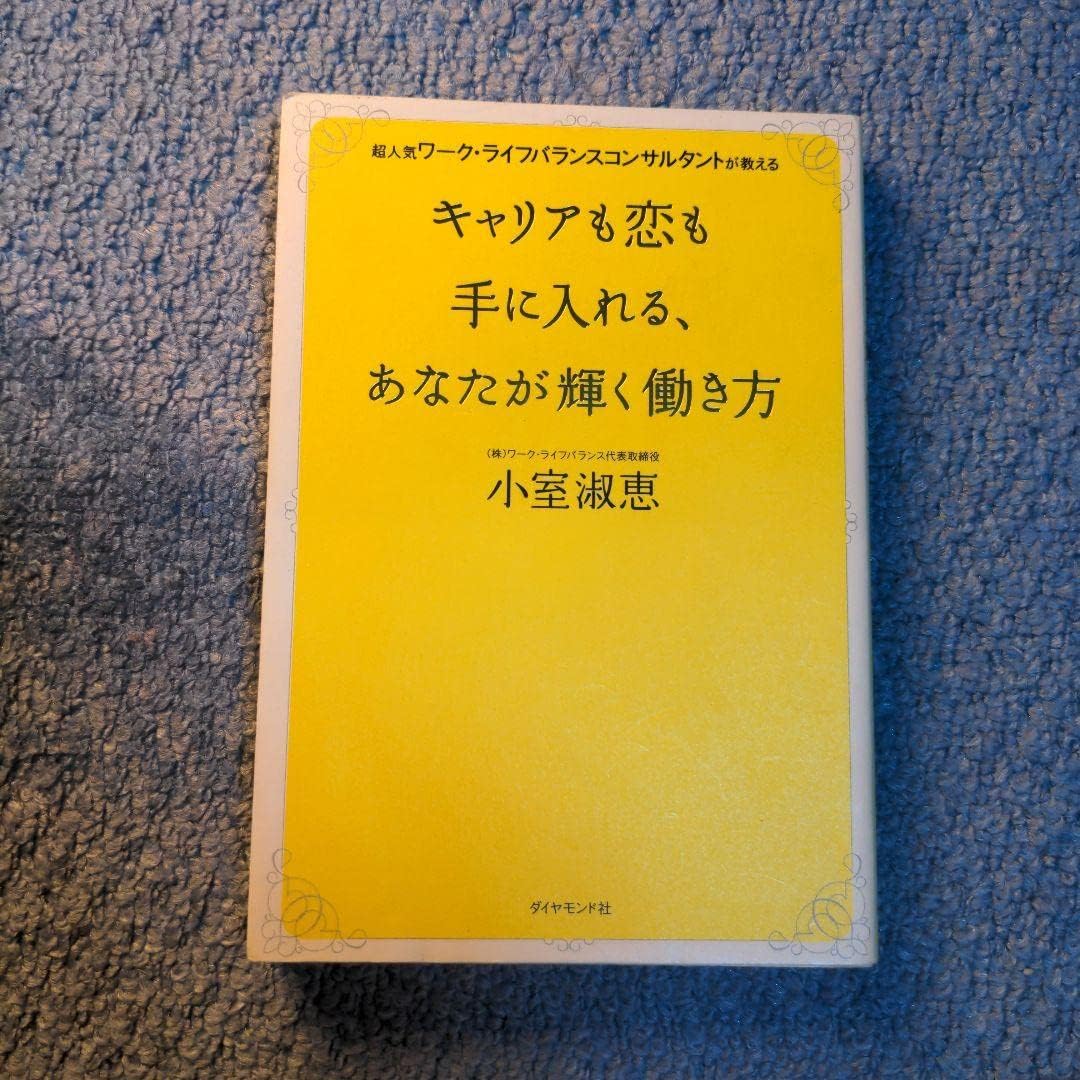 超人気ワーク・ライフバランスコンサルタントが教える
キャリアも恋も
手に入れる、
あなたが輝く働き方
(株)ワーク・ライフバランス代表取締役
小室淑恵
ダイヤモンド社